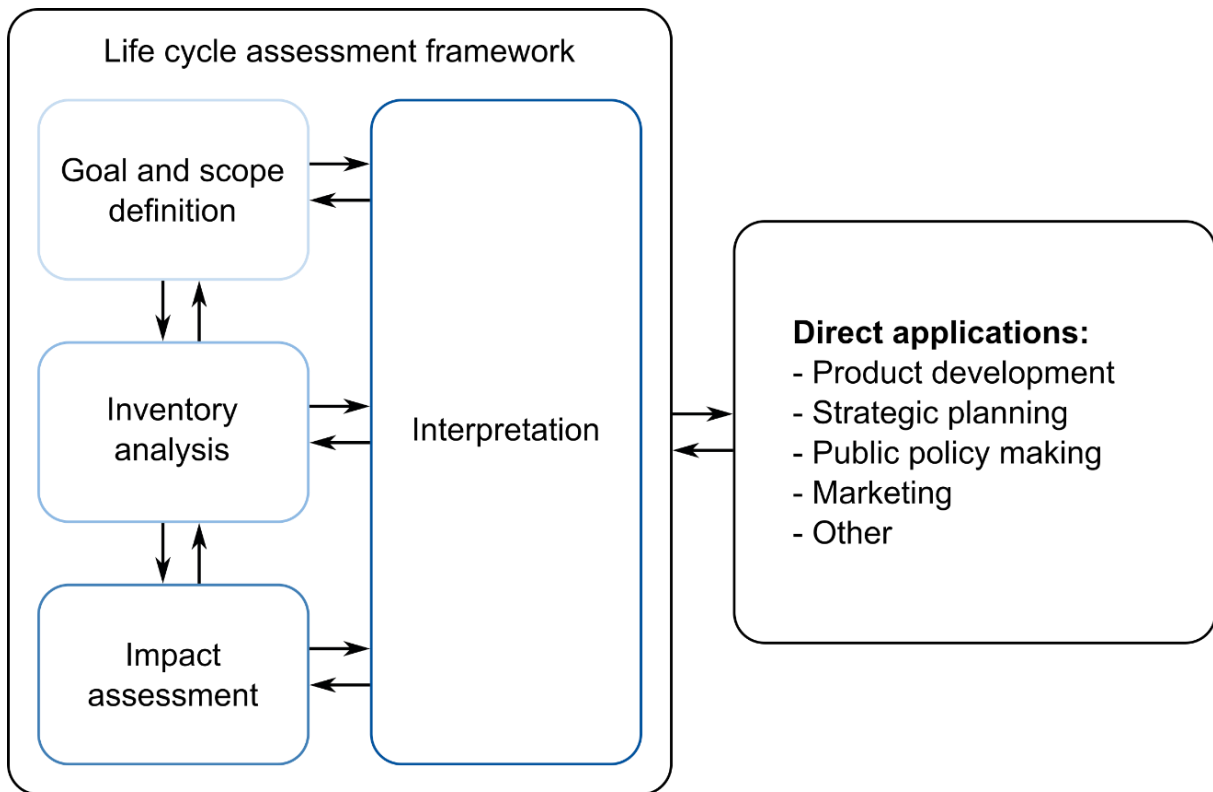 Life cycle assessment framework
Goal and scope
definition
Inventory
analysis
Impact
assessment
Interpretation
Direct applications:
- Product development
- Strategic planning
- Public policy making
- Marketing
- Other